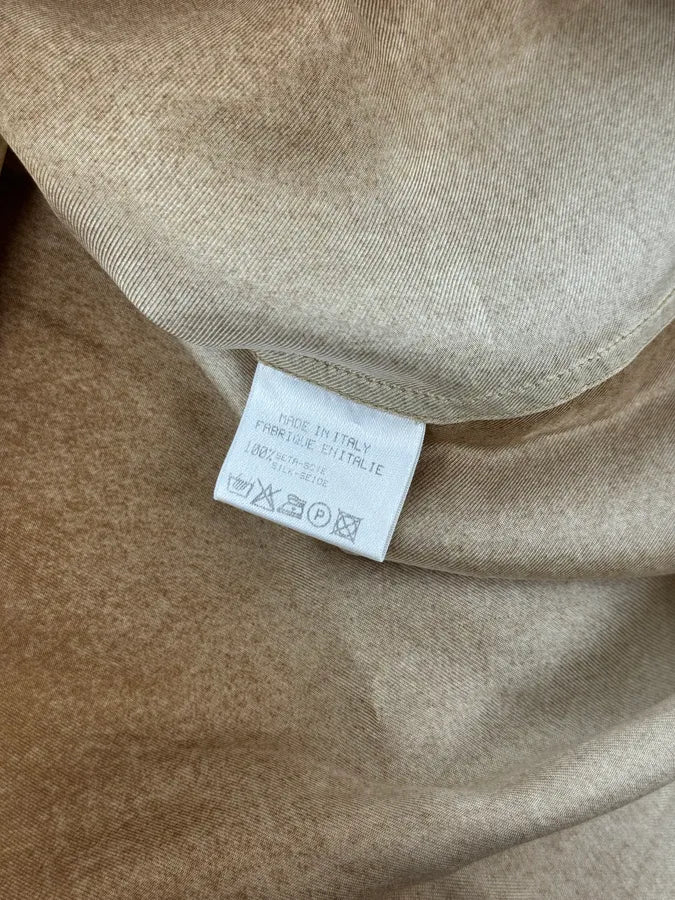 MADE IN ITALY
FABRIQUE EN ITALIE
100% SETA-SOIE
SILK-SEIDE
P